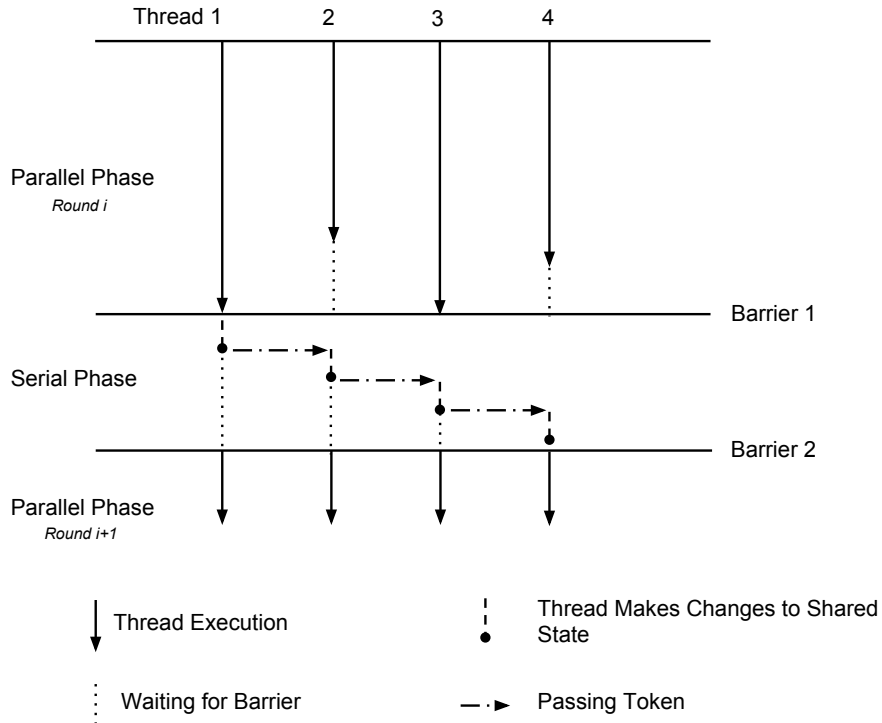 Thread 1 2 3 4
Parallel Phase
Round i
Barrier 1
Serial Phase
Barrier 2
Parallel Phase
Round i+1
Thread Execution
Thread Makes Changes to Shared
State
Waiting for Barrier
Passing Token